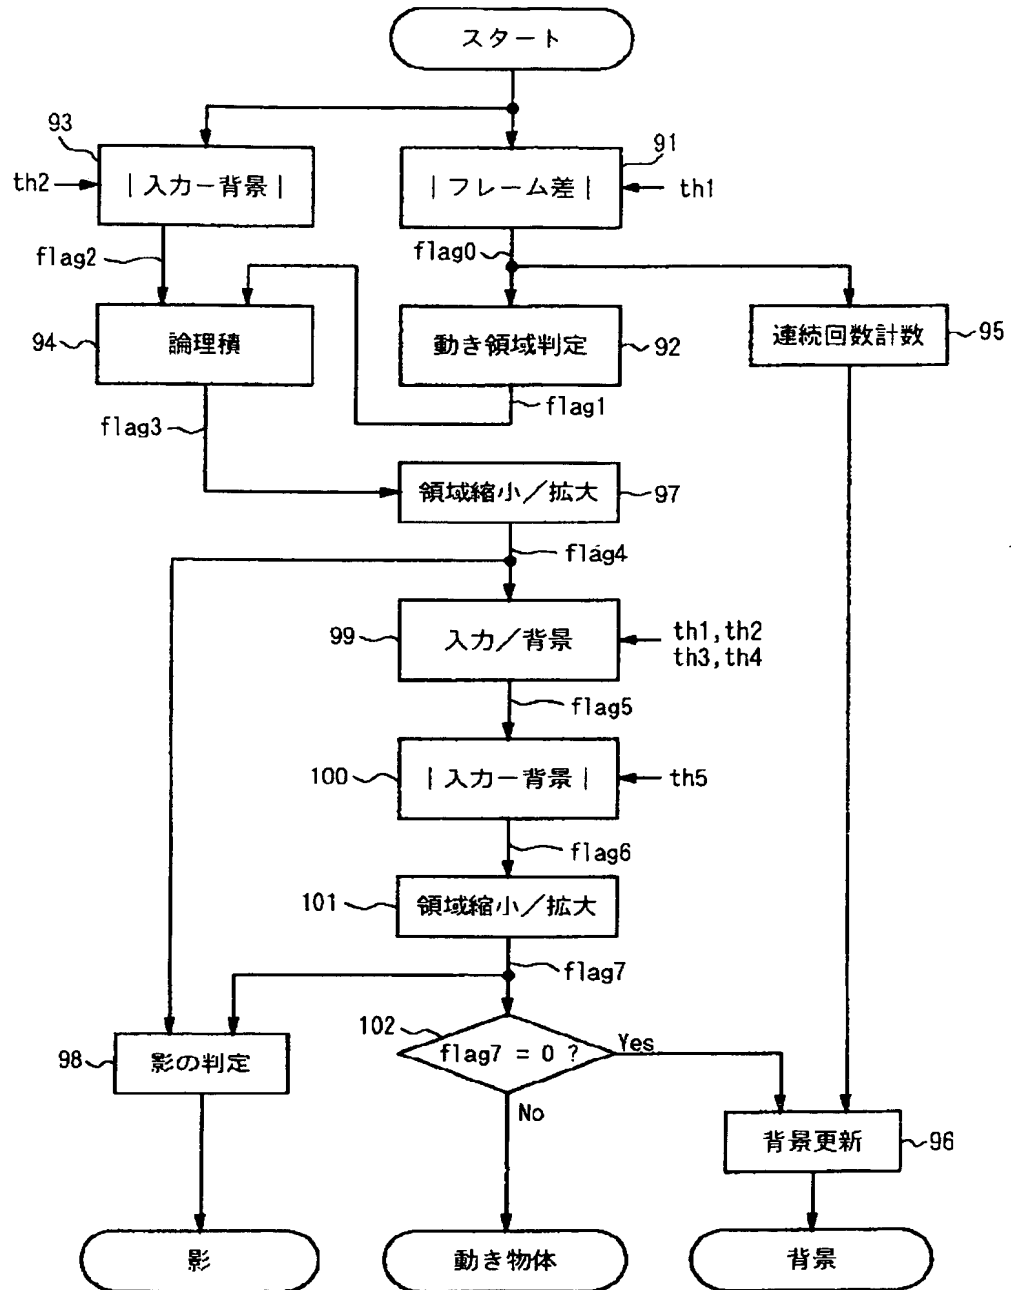 スタート
93
91
th2
|入力－背景|
|フレーム差|
th1
flag2
flag0
94
論理積
動き領域判定
92
連続回数計数
95
flag3
flag1
領域縮小／拡大
97
flag4
99
入力／背景
th1,th2
th3,th4
flag5
100
|入力－背景|
th5
flag6
101
領域縮小／拡大
flag7
102
98
影の判定
flag7 = 0 ?
Yes
No
背景更新
96
影
動き物体
背景